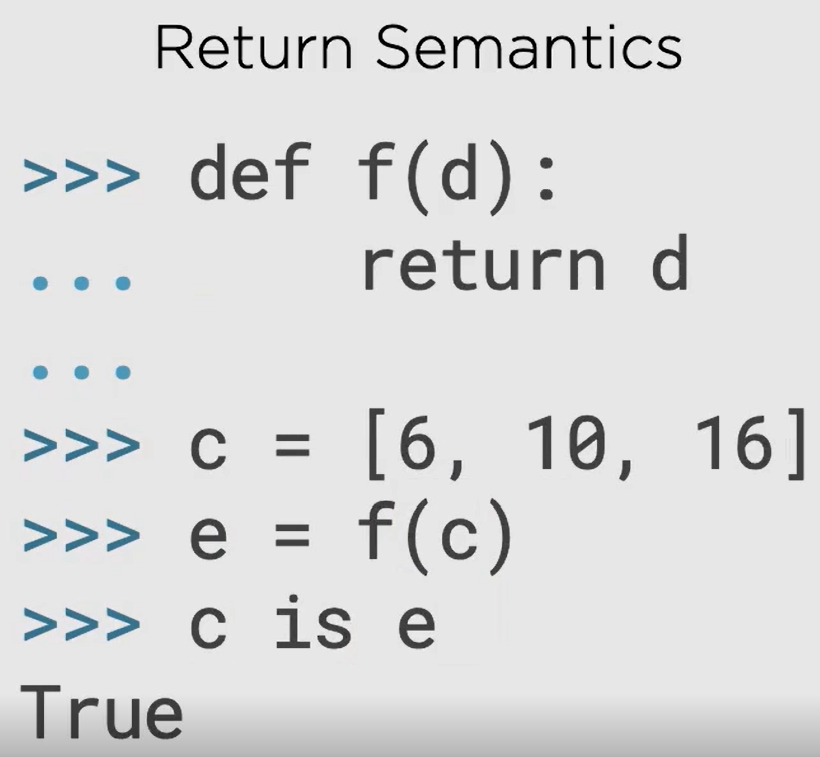 Return Semantics
>>> def f(d):
...     return d
...
>>> c = [6, 10, 16]
>>> e = f(c)
>>> c is e
True